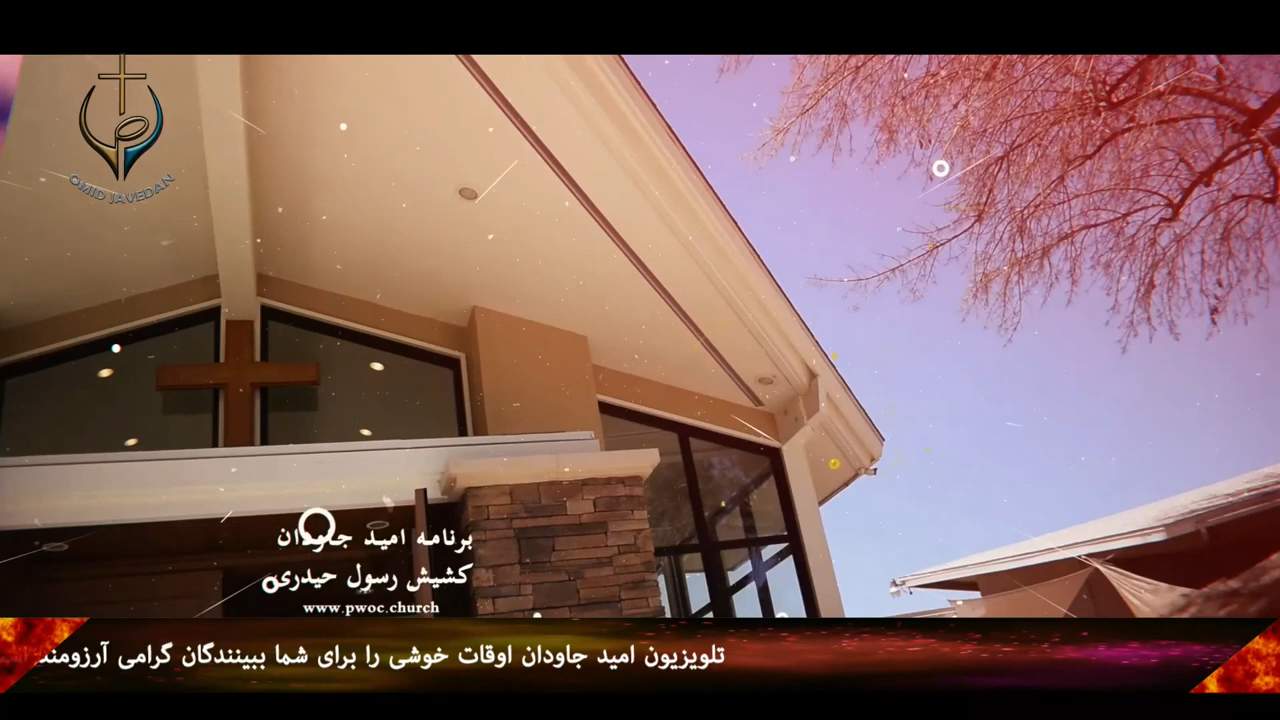 OMID JAVEDAN
برنامه امید جاودان
کشیش رسول حیدری
www.pwoc.church
تلویزیون امید جاودان اوقات خوشی را برای شما ببینندگان گرامی آرزومند